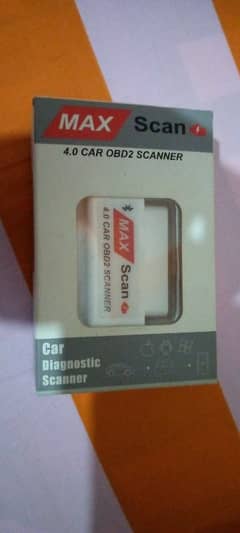 MAX Scan
4.0 CAR OBD2 SCANNER
MAX Scan
4.0 CAR OBD2 SCANNER
Car
Diagnostic
Scanner